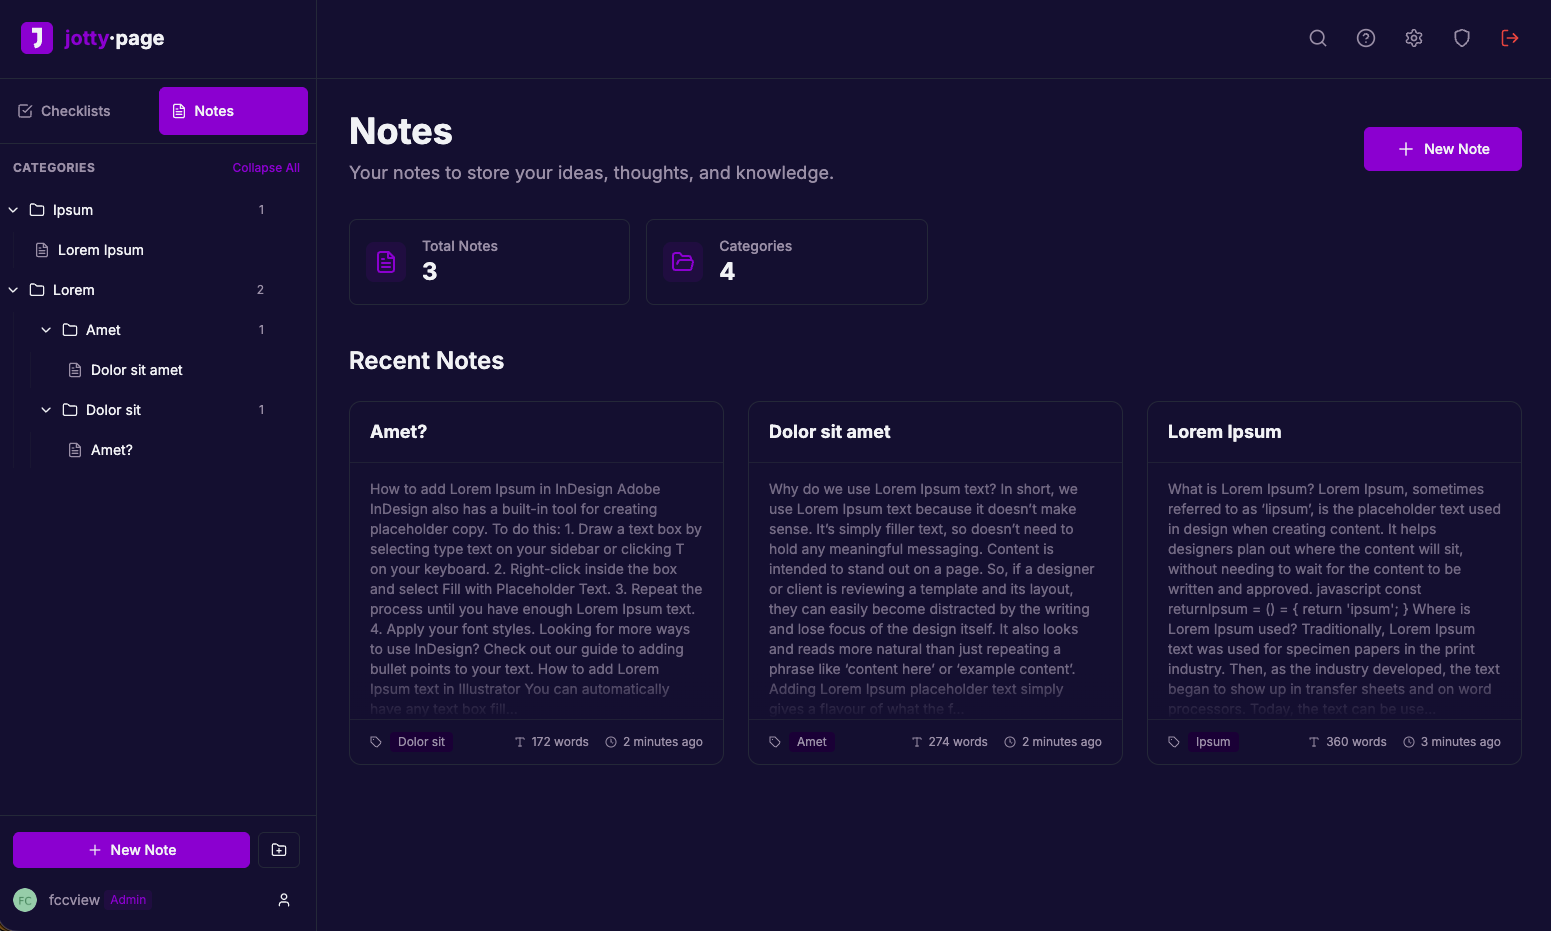 jotty·page
Checklists
Notes
CATEGORIES
Collapse All
Ipsum
1
Lorem Ipsum
Lorem
2
Amet
1
Dolor sit amet
Dolor sit
1
Amet?
New Note
FC
fccview
Admin
Notes
Your notes to store your ideas, thoughts, and knowledge.
New Note
Total Notes
3
Categories
4
Recent Notes
Amet?
How to add Lorem Ipsum in InDesign Adobe
InDesign also has a built-in tool for creating
placeholder copy. To do this: 1. Draw a text box by
selecting type text on your sidebar or clicking T
on your keyboard. 2. Right-click inside the box
and select Fill with Placeholder Text. 3. Repeat the
process until you have enough Lorem Ipsum text.
4. Apply your font styles. Looking for more ways
to use InDesign? Check out our guide to adding
bullet points to your text. How to add Lorem
Ipsum text in Illustrator You can automatically
have any text box fill...
Dolor sit
172 words
2 minutes ago
Dolor sit amet
Why do we use Lorem Ipsum text? In short, we
use Lorem Ipsum text because it doesn’t make
sense. It’s simply filler text, so doesn’t need to
hold any meaningful messaging. Content is
intended to stand out on a page. So, if a designer
or client is reviewing a template and its layout,
they can easily become distracted by the writing
and lose focus of the design itself. It also looks
and reads more natural than just repeating a
phrase like ‘content here’ or ‘example content’.
Adding Lorem Ipsum placeholder text simply
gives a flavour of what the f...
Amet
274 words
2 minutes ago
Lorem Ipsum
What is Lorem Ipsum? Lorem Ipsum, sometimes
referred to as ‘lipsum’, is the placeholder text used
in design when creating content. It helps
designers plan out where the content will sit,
without needing to wait for the content to be
written and approved. javascript const
returnIpsum = () = { return 'ipsum'; } Where is
Lorem Ipsum used? Traditionally, Lorem Ipsum
text was used for specimen papers in the print
industry. Then, as the industry developed, the text
began to show up in transfer sheets and on word
processors. Today, the text can be use...
Ipsum
360 words
3 minutes ago